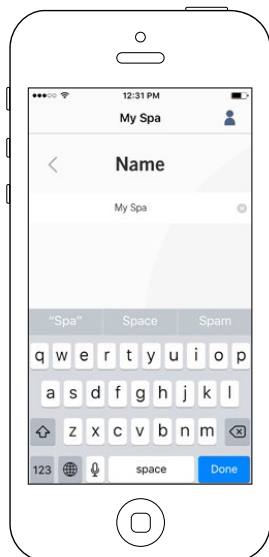 12:31 PM
My Spa
Name
My Spa
"Spa" Space Spam
q w e r t y u i o p
a s d f g h j k l
z x c v b n m
123 space Done